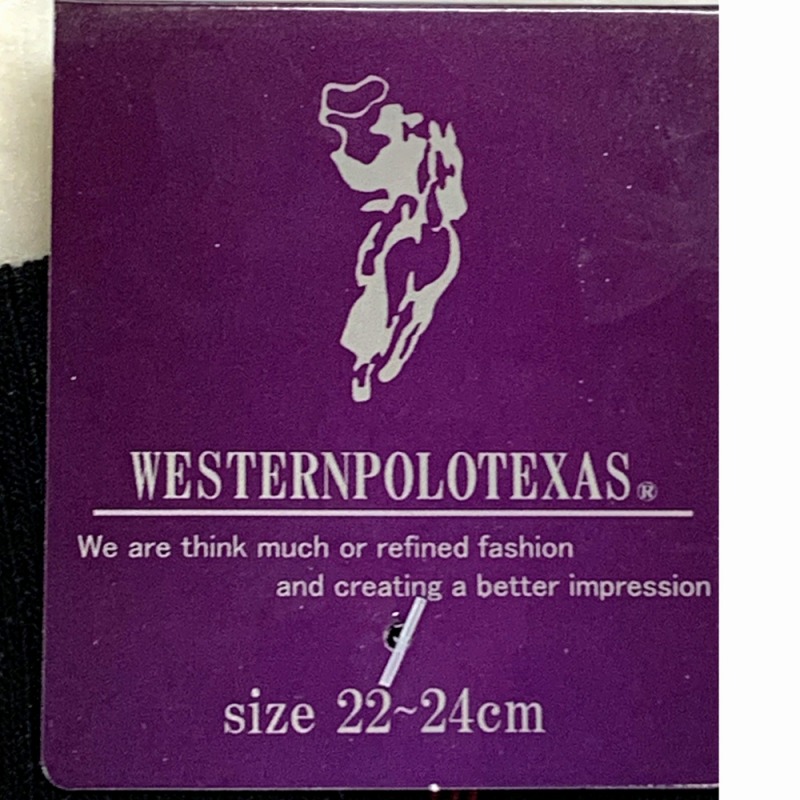 WESTERNPOLOTEXAS®
We are think much or refined fashion
and creating a better impression
size 22~24cm